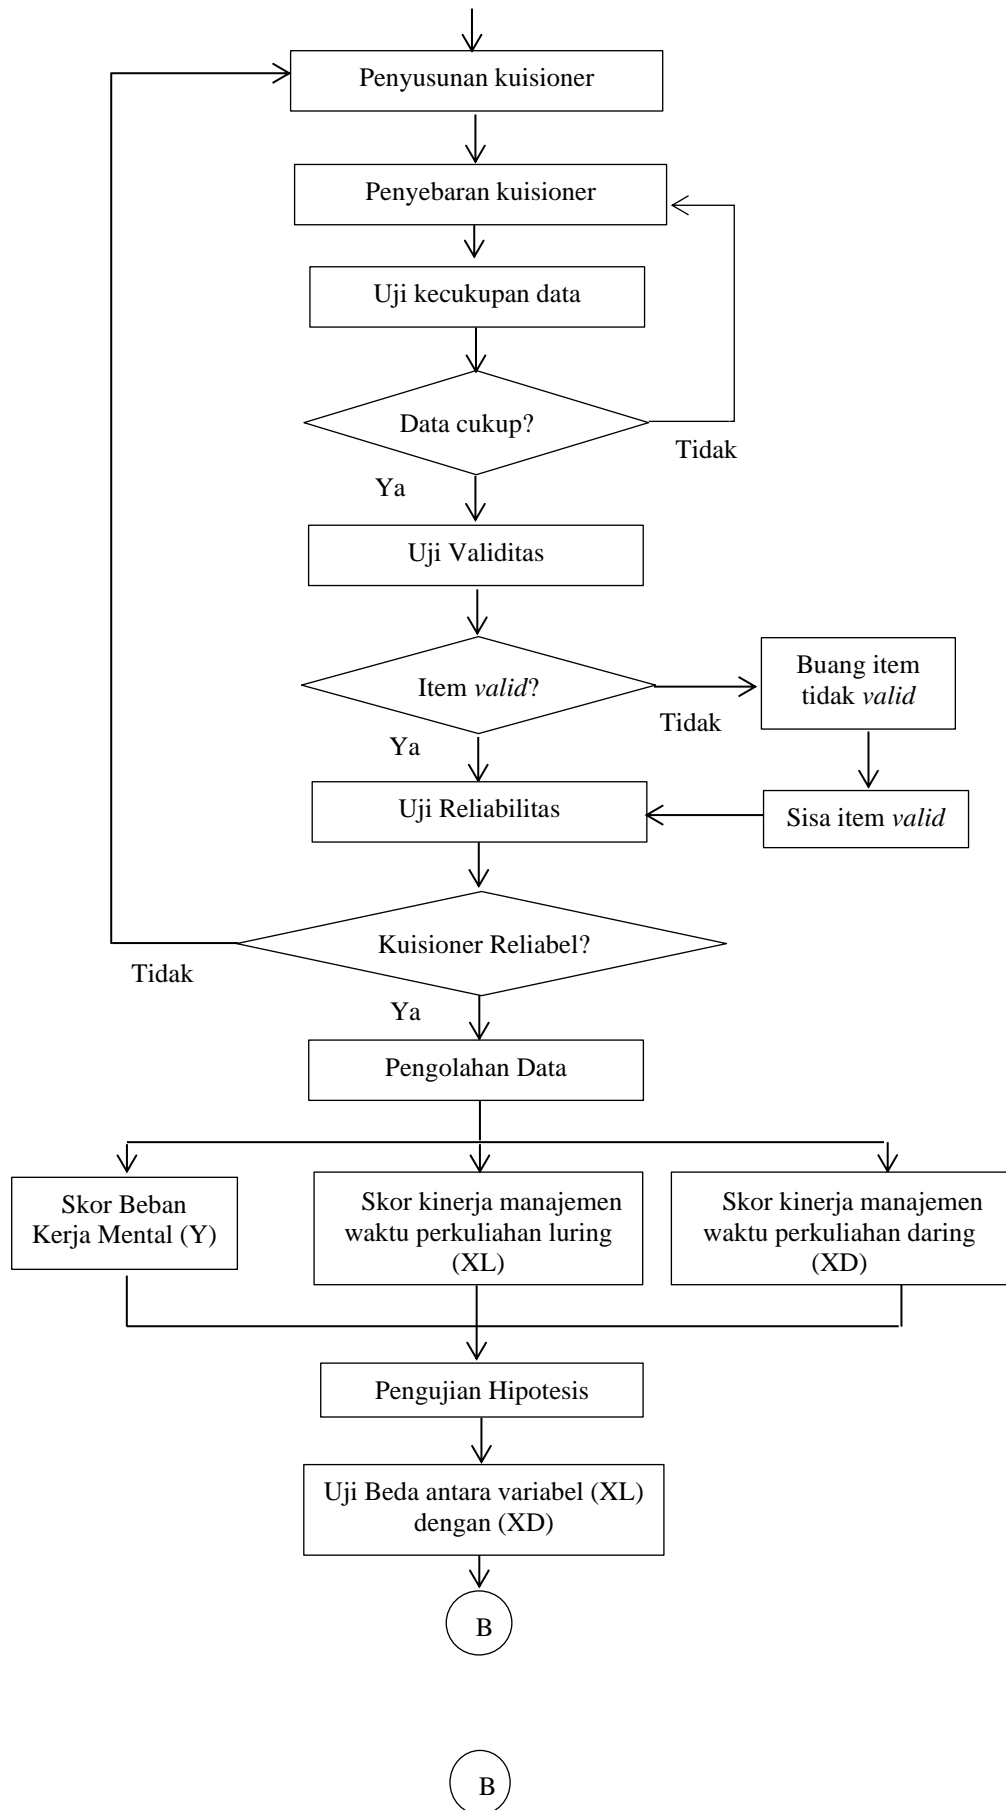 Penyusunan kuisioner
Penyebaran kuisioner
Uji kecukupan data
Data cukup?
Tidak
Ya
Uji Validitas
Item valid?
Tidak
Ya
Buang item
tidak valid
Uji Reliabilitas
Sisa item valid
Kuisioner Reliabel?
Tidak
Ya
Pengolahan Data
Skor Beban
Kerja Mental (Y)
Skor kinerja manajemen
waktu perkuliahan luring
(XL)
Skor kinerja manajemen
waktu perkuliahan daring
(XD)
Pengujian Hipotesis
Uji Beda antara variabel (XL)
dengan (XD)
B
B